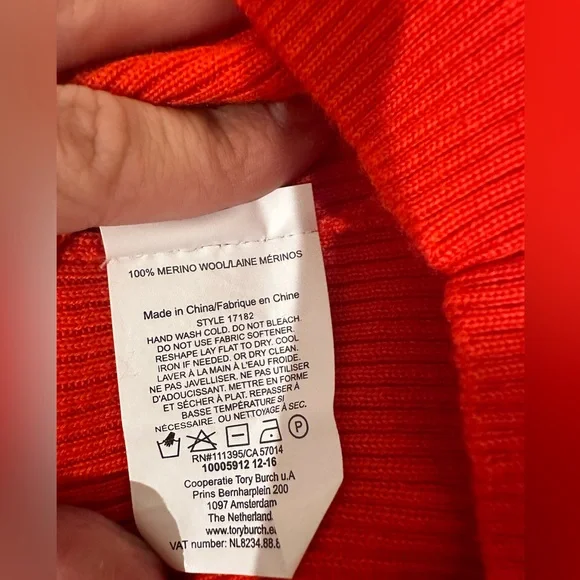 100% MERINO WOOL/LAINE MÉRINOS
Made in China/Fabrique en Chine
STYLE 17182
HAND WASH COLD. DO NOT BLEACH.
DO NOT USE FABRIC SOFTENER.
RESHAPE LAY FLAT TO DRY. COOL
IRON IF NEEDED. OR DRY CLEAN.
LAVER À LA MAIN À L'EAU FROIDE.
NE PAS JAVELLISER. NE PAS UTILISER
D'ADOUCISSANT. METTRE EN FORME
ET SÉCHER À PLAT. REPASSER À
BASSE TEMPÉRATURE SI
NÉCESSAIRE. OU NETTOYAGE À SEC.
P
RN#111395/CA 57014
10005912 12-16
Cooperatie Tory Burch u.A
Prins Bernharplein 200
1097 Amsterdam
The Netherland
www.toryburch.eu
VAT number: NL8234.88.8